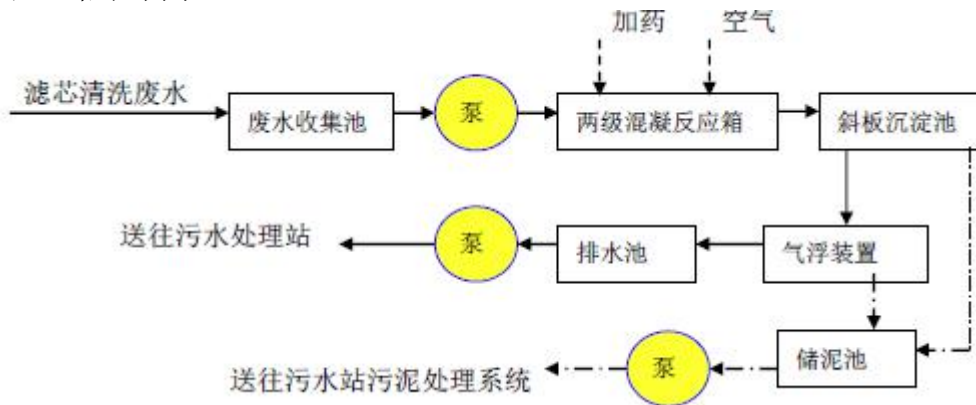 加药 空气
滤芯清洗废水
废水收集池 泵 两级混凝反应箱 斜板沉淀池
送往污水处理站 泵 排水池 气浮装置
送往污水站污泥处理系统 泵 储泥池